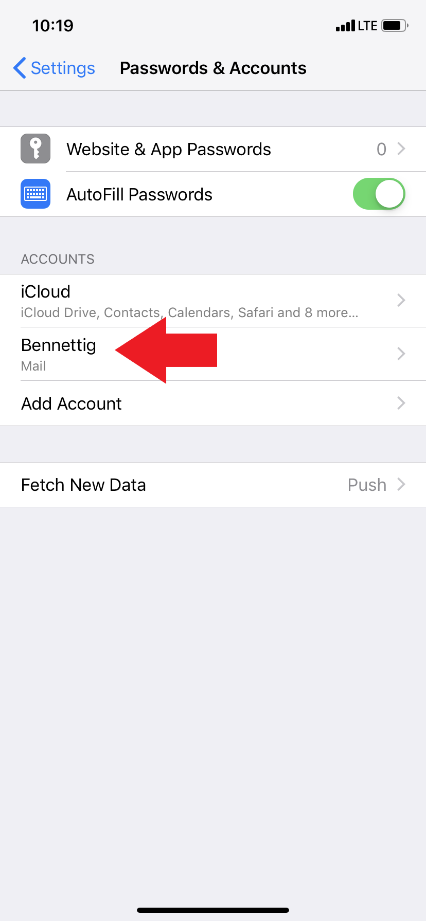 10:19 LTE
Settings Passwords & Accounts
Website & App Passwords 0
AutoFill Passwords
ACCOUNTS
iCloud
iCloud Drive, Contacts, Calendars, Safari and 8 more...
Bennettig
Mail
Add Account
Fetch New Data Push